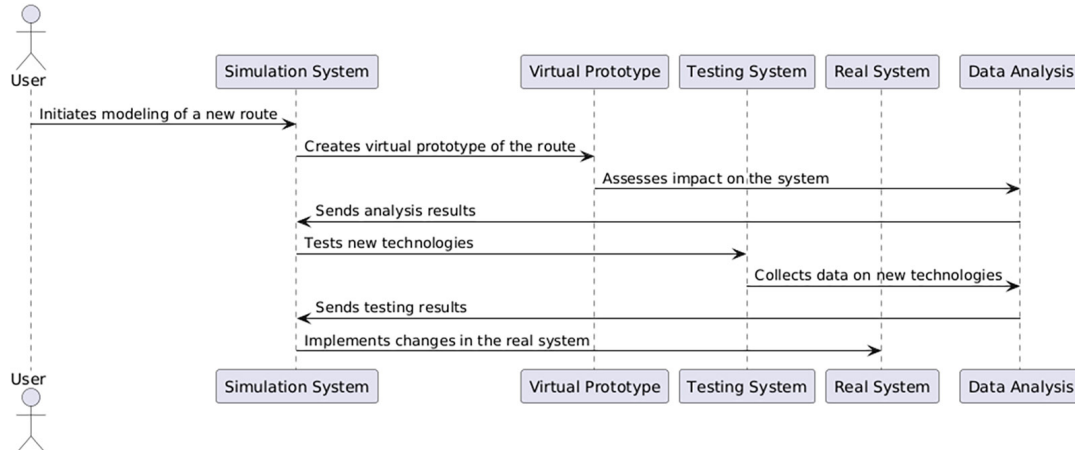 User
Simulation System
Virtual Prototype
Testing System
Real System
Data Analysis
Initiates modeling of a new route
Creates virtual prototype of the route
Assesses impact on the system
Sends analysis results
Tests new technologies
Collects data on new technologies
Sends testing results
Implements changes in the real system
User
Simulation System
Virtual Prototype
Testing System
Real System
Data Analysis